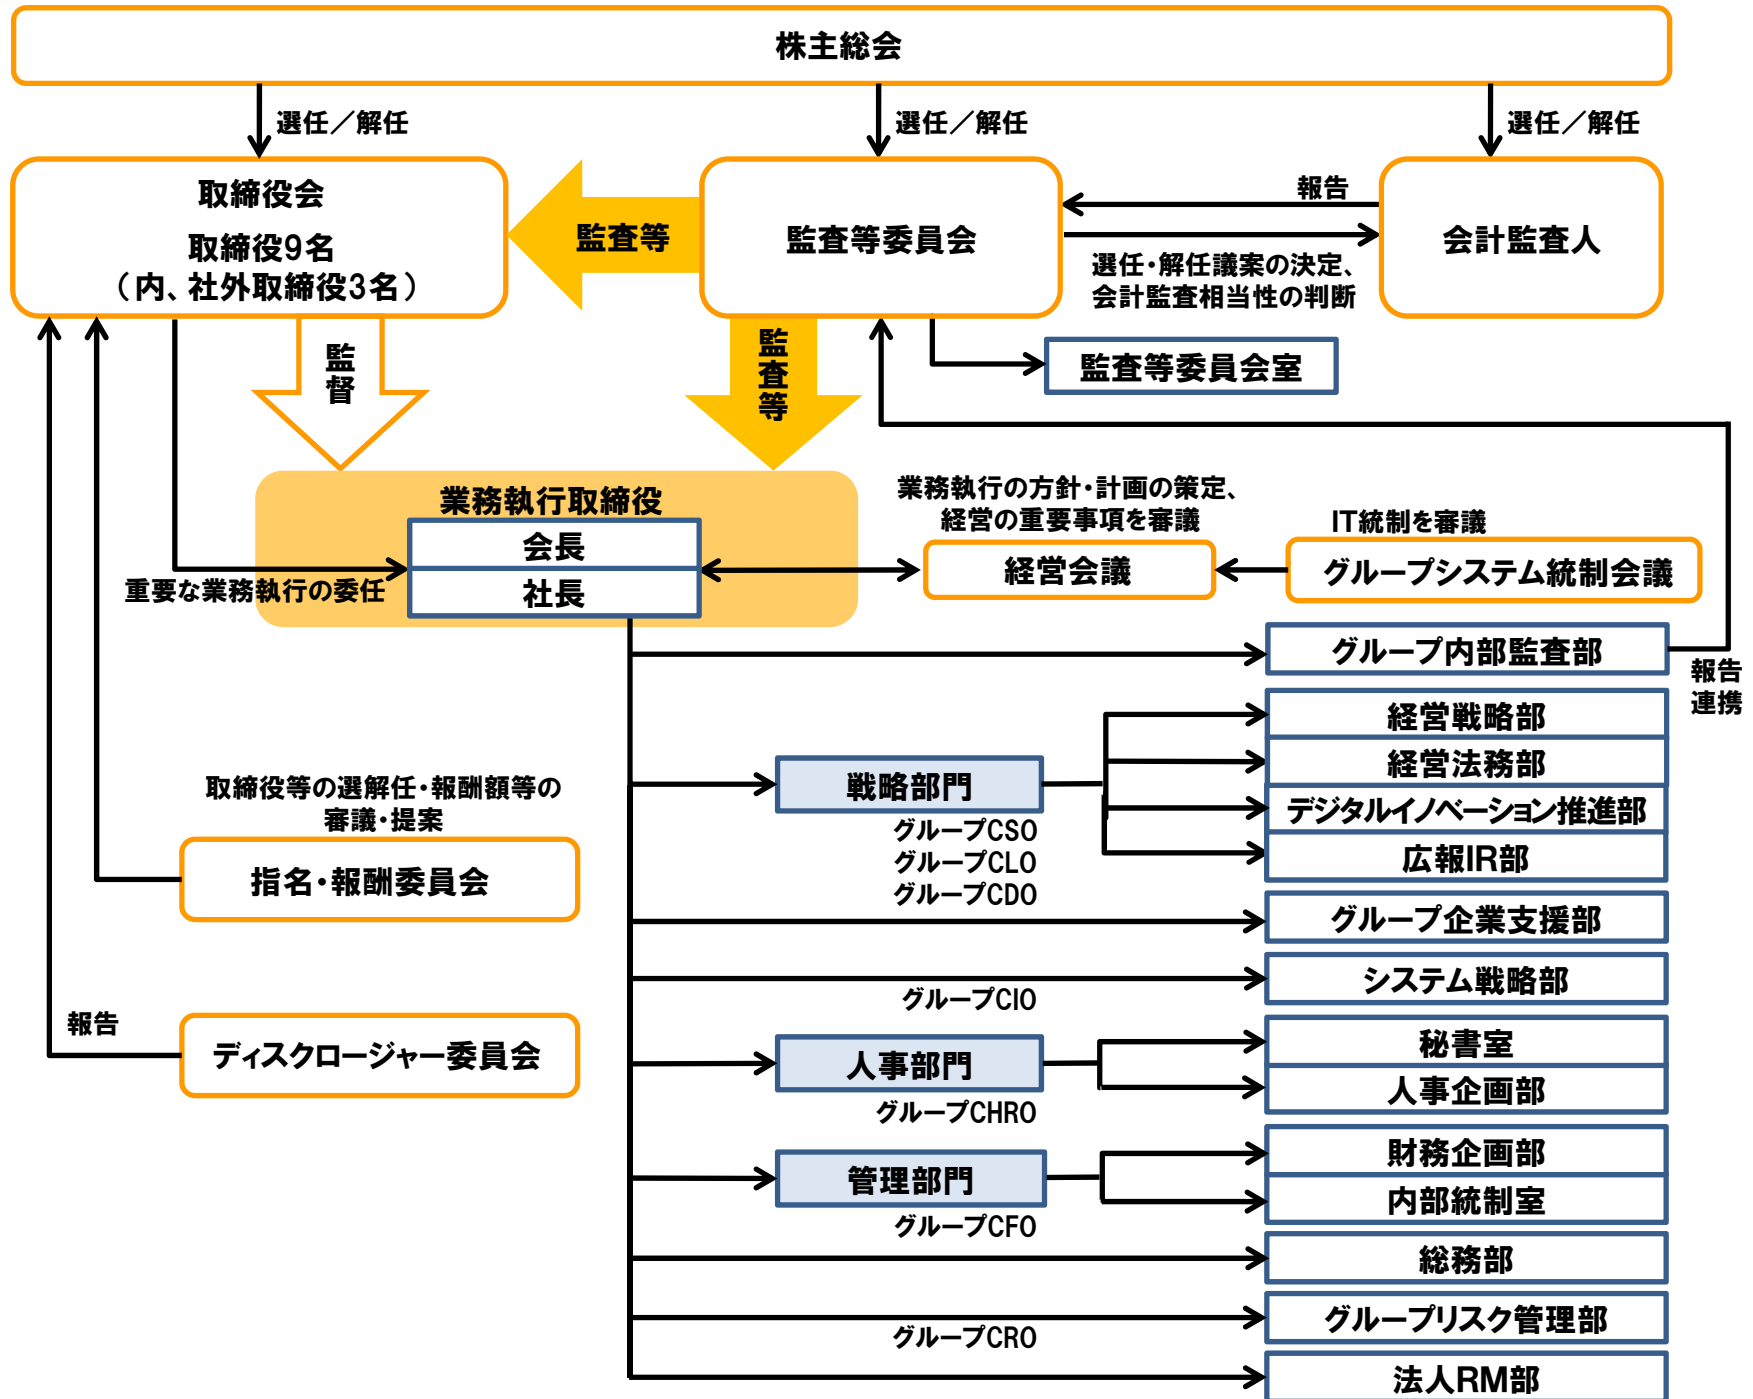 株主総会
選任／解任
選任／解任
選任／解任
取締役会
取締役9名
（内、社外取締役3名）
監査等
監査等委員会
報告
選任・解任議案の決定、
会計監査相当性の判断
会計監査人
監査等委員会室
監督
監査等
業務執行取締役
会長
社長
重要な業務執行の委任
業務執行の方針・計画の策定、
経営の重要事項を審議
経営会議
IT統制を審議
グループシステム統制会議
グループ内部監査部
報告
連携
経営戦略部
経営法務部
デジタルイノベーション推進部
広報IR部
戦略部門
グループCSO
グループCLO
グループCDO
取締役等の選解任・報酬額等の
審議・提案
指名・報酬委員会
グループ企業支援部
システム戦略部
グループCIO
報告
ディスクロージャー委員会
人事部門
グループCHRO
秘書室
人事企画部
管理部門
グループCFO
財務企画部
内部統制室
総務部
グループリスク管理部
グループCRO
法人RM部